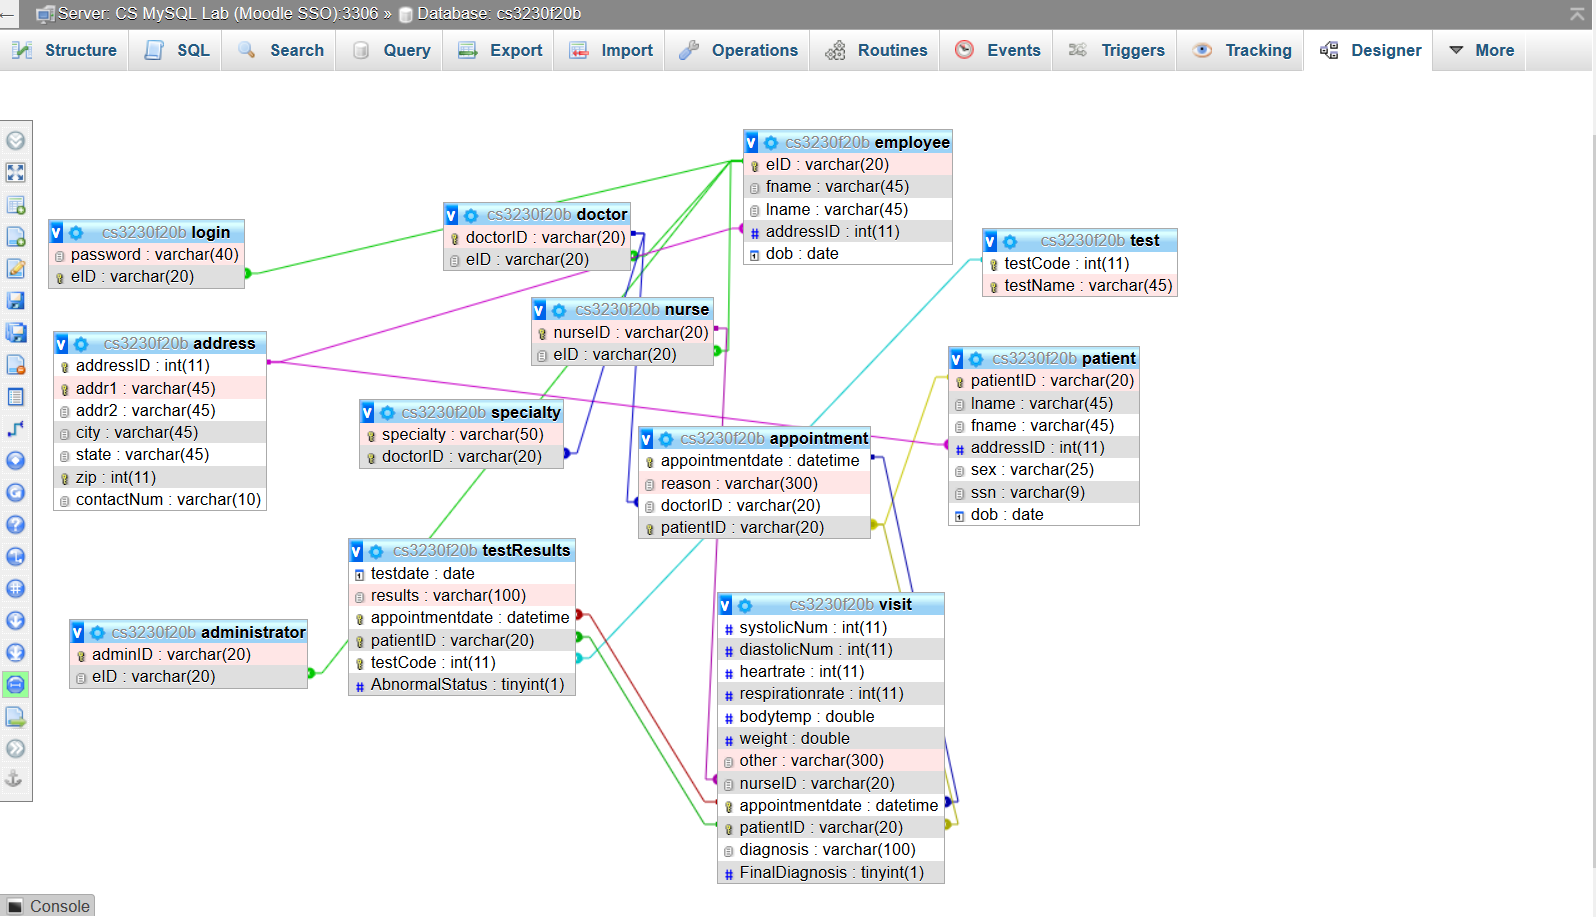 Server: CS MySQL Lab (Moodle SSO):3306 » Database: cs3230f20b
Structure SQL Search Query Export Import Operations Routines Events Triggers Tracking Designer More
cs3230f20b employee
eID : varchar(20)
fname : varchar(45)
lname : varchar(45)
addressID : int(11)
dob : date
cs3230f20b doctor
doctorID : varchar(20)
eID : varchar(20)
cs3230f20b login
password : varchar(40)
eID : varchar(20)
cs3230f20b test
testCode : int(11)
testName : varchar(45)
cs3230f20b nurse
nurseID : varchar(20)
eID : varchar(20)
cs3230f20b address
addressID : int(11)
addr1 : varchar(45)
addr2 : varchar(45)
city : varchar(45)
state : varchar(45)
zip : int(11)
contactNum : varchar(10)
cs3230f20b patient
patientID : varchar(20)
lname : varchar(45)
fname : varchar(45)
addressID : int(11)
sex : varchar(25)
ssn : varchar(9)
dob : date
cs3230f20b specialty
specialty : varchar(50)
doctorID : varchar(20)
cs3230f20b appointment
appointmentdate : datetime
reason : varchar(300)
doctorID : varchar(20)
patientID : varchar(20)
cs3230f20b testResults
testdate : date
results : varchar(100)
appointmentdate : datetime
patientID : varchar(20)
testCode : int(11)
AbnormalStatus : tinyint(1)
cs3230f20b administrator
adminID : varchar(20)
eID : varchar(20)
cs3230f20b visit
systolicNum : int(11)
diastolicNum : int(11)
heartrate : int(11)
respirationrate : int(11)
bodytemp : double
weight : double
other : varchar(300)
nurseID : varchar(20)
appointmentdate : datetime
patientID : varchar(20)
diagnosis : varchar(100)
FinalDiagnosis : tinyint(1)
Console